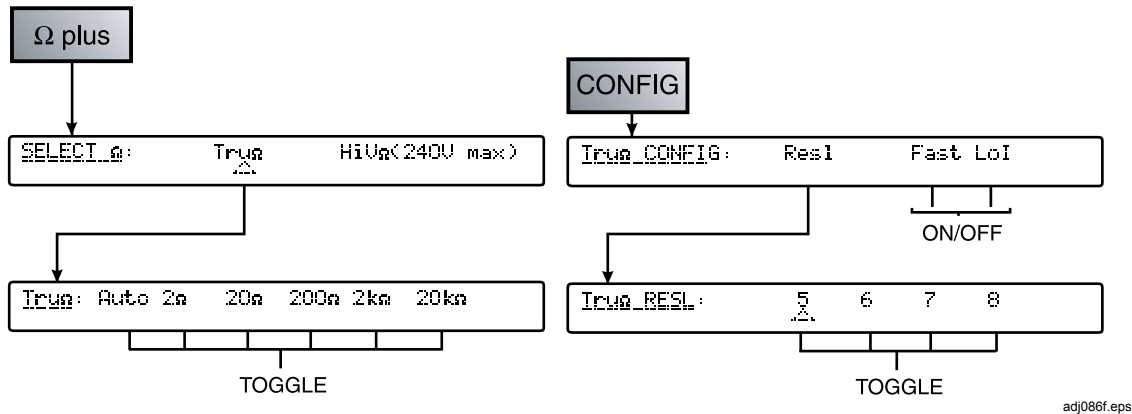 Ω plus
SELECT Ω: TruΩ HiVΩ(240V max)
TruΩ: Auto 2Ω 20Ω 200Ω 2kΩ 20kΩ
TOGGLE
CONFIG
TruΩ CONFIG: Resl Fast LoI
ON/OFF
TruΩ RESL: 5 6 7 8
TOGGLE
adj086f.eps